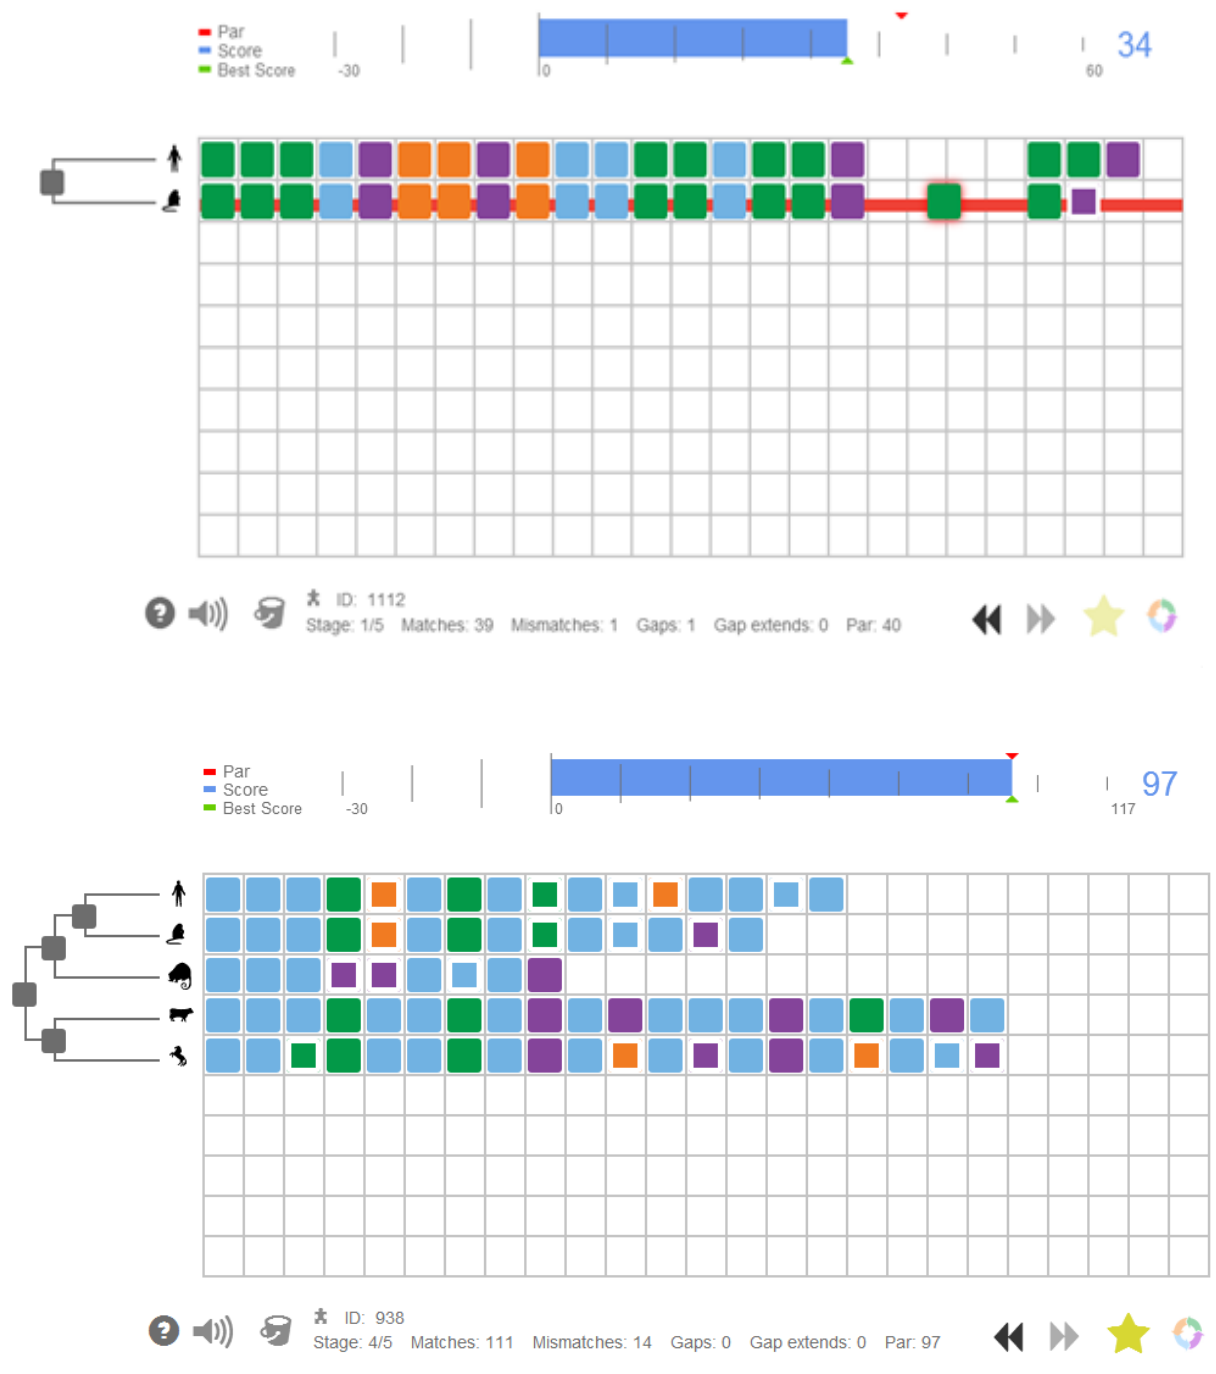 Par
Score
Best Score
-30
0
60
34
?
ID: 1112
Stage: 1/5 Matches: 39 Mismatches: 1 Gaps: 1 Gap extends: 0 Par: 40
Par
Score
Best Score
-30
0
117
97
?
ID: 938
Stage: 4/5 Matches: 111 Mismatches: 14 Gaps: 0 Gap extends: 0 Par: 97